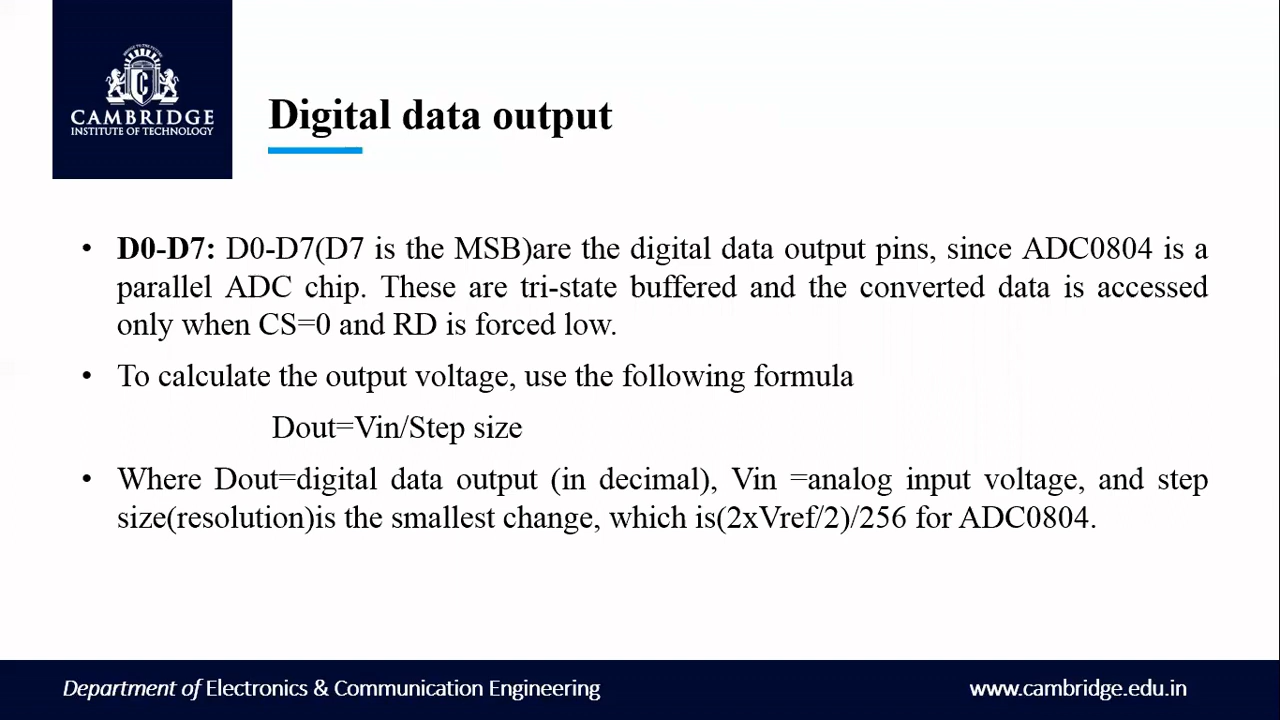 CAMBRIDGE
INSTITUTE OF TECHNOLOGY
Digital data output
• D0-D7: D0-D7(D7 is the MSB)are the digital data output pins, since ADC0804 is a
parallel ADC chip. These are tri-state buffered and the converted data is accessed
only when CS=0 and RD is forced low.
• To calculate the output voltage, use the following formula
Dout=Vin/Step size
• Where Dout=digital data output (in decimal), Vin =analog input voltage, and step
size(resolution)is the smallest change, which is(2xVref/2)/256 for ADC0804.
Department of Electronics & Communication Engineering
www.cambridge.edu.in